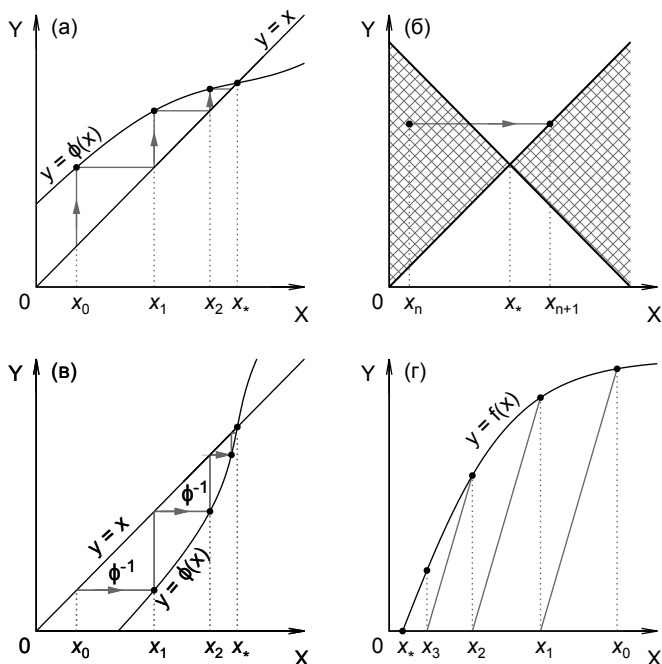 Y (а)
y = x
y = ϕ(x)
0 x₀ x₁ x₂ x* X
Y (б)
0 xₙ x* xₙ₊₁ X
Y (в)
y = x
ϕ⁻¹
ϕ⁻¹
y = ϕ(x)
0 x₀ x₁ x₂ x* X
Y (г)
y = f(x)
0 x* x₃ x₂ x₁ x₀ X